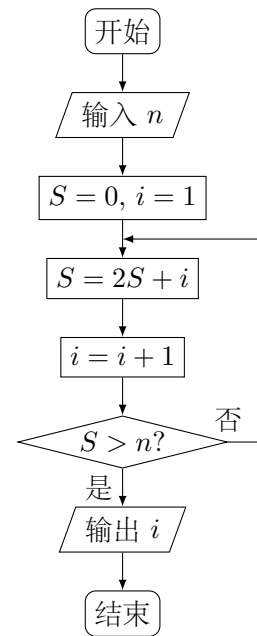 开始
输入 n
S = 0, i = 1
S = 2S + i
i = i + 1
S > n?
否
是
输出 i
结束